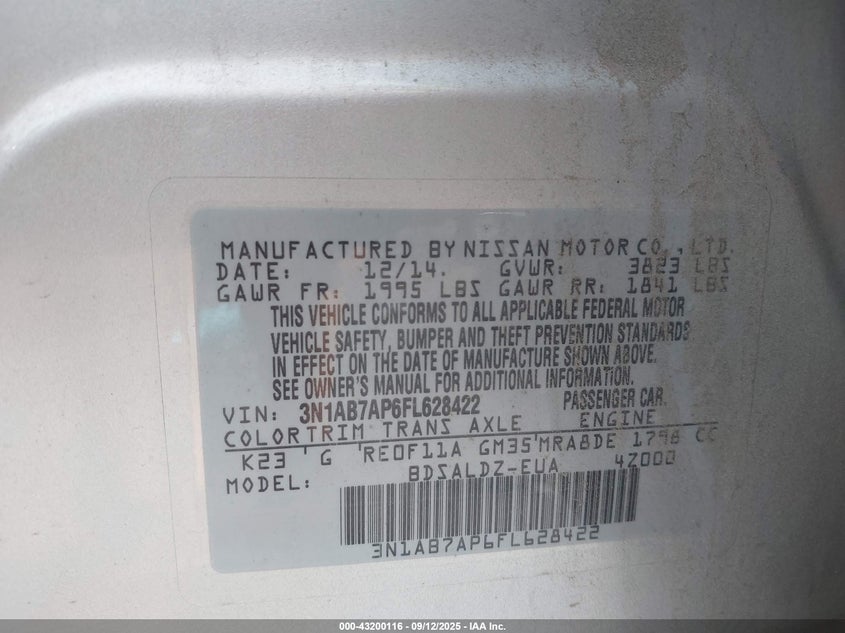 MANUFACTURED BY NISSAN MOTOR CO., LTD.
DATE: 12/14. GVWR: 3823 LBS
GAWR FR: 1995 LBS GAWR RR: 1841 LBS
THIS VEHICLE CONFORMS TO ALL APPLICABLE FEDERAL MOTOR
VEHICLE SAFETY, BUMPER AND THEFT PREVENTION STANDARDS
IN EFFECT ON THE DATE OF MANUFACTURE SHOWN ABOVE.
SEE OWNER'S MANUAL FOR ADDITIONAL INFORMATION.
VIN: 3N1AB7AP6FL628422 PASSENGER CAR.
COLOR TRIM TRANS AXLE ENGINE
K23 G RE0F11A GM35 MRA8DE 1798 CC
MODEL: BDSALDZ-EUA 4Z000
3N1AB7AP6FL628422
000-43200116 - 09/12/2025 - IAA Inc.